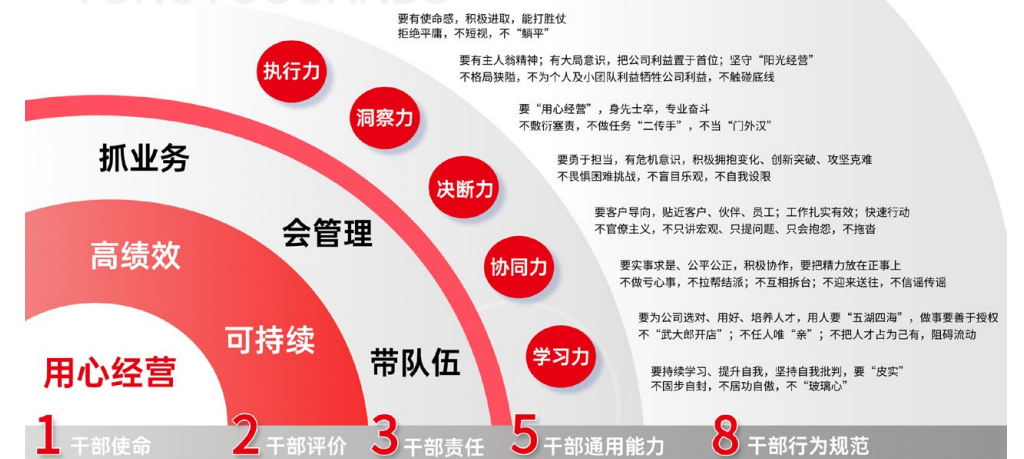 要有使命感，积极进取，能打胜仗
拒绝平庸，不短视，不“躺平”
执行力
要有主人翁精神；有大局意识，把公司利益置于首位；坚守“阳光经营”
不格局狭隘，不为个人及小团队利益牺牲公司利益，不触碰底线
洞察力
要“用心经营”，身先士卒，专业奋斗
不敷衍塞责，不做任务“二传手”，不当“门外汉”
抓业务
要勇于担当，有危机意识，积极拥抱变化、创新突破、攻坚克难
不畏惧困难挑战，不盲目乐观，不自我设限
决断力
要客户导向，贴近客户、伙伴、员工；工作扎实有效；快速行动
不官僚主义，不只讲宏观、只提问题、只会抱怨，不拖沓
会管理
高绩效
协同力
要实事求是、公平公正，积极协作，要把精力放在正事上
不做亏心事，不拉帮结派；不互相拆台；不迎来送往，不信谣传谣
要为公司选对、用好、培养人才，用人要“五湖四海”，做事要善于授权
不“武大郎开店”；不任人唯“亲”；不把人才占为己有，阻碍流动
可持续
带队伍
学习力
用心经营
要持续学习、提升自我，坚持自我批判，要“皮实”
不固步自封，不居功自傲，不“玻璃心”
1 干部使命
2 干部评价
3 干部责任
5 干部通用能力
8 干部行为规范